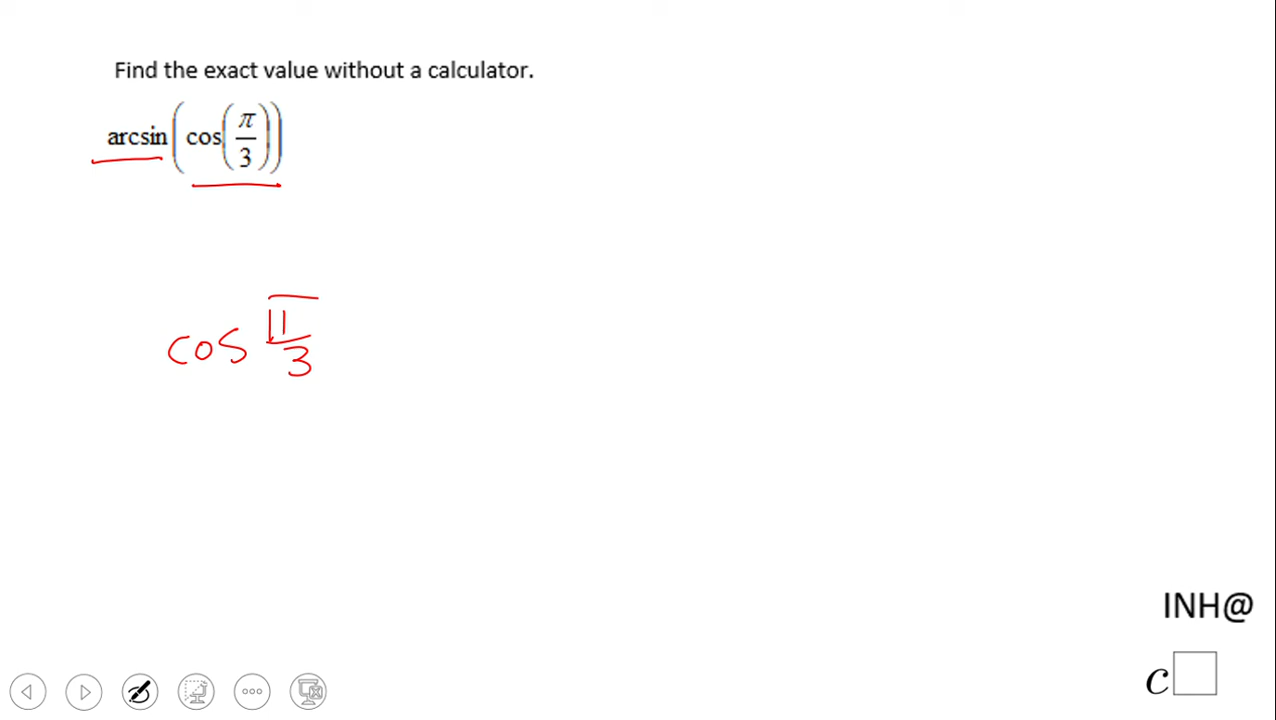 Find the exact value without a calculator.
arcsin(cos(π/3))
cos π/3
INH@
c